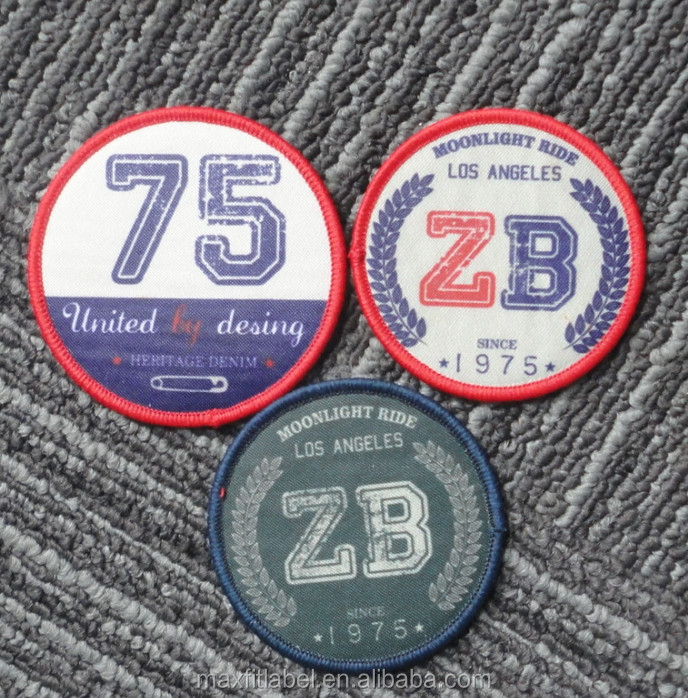 75
United by desing
★ HERITAGE DENIM ★
MOONLIGHT RIDE
LOS ANGELES
ZB
SINCE
★1975★
MOONLIGHT RIDE
LOS ANGELES
ZB
SINCE
★1975★
maxfitlabel.en.alibaba.com